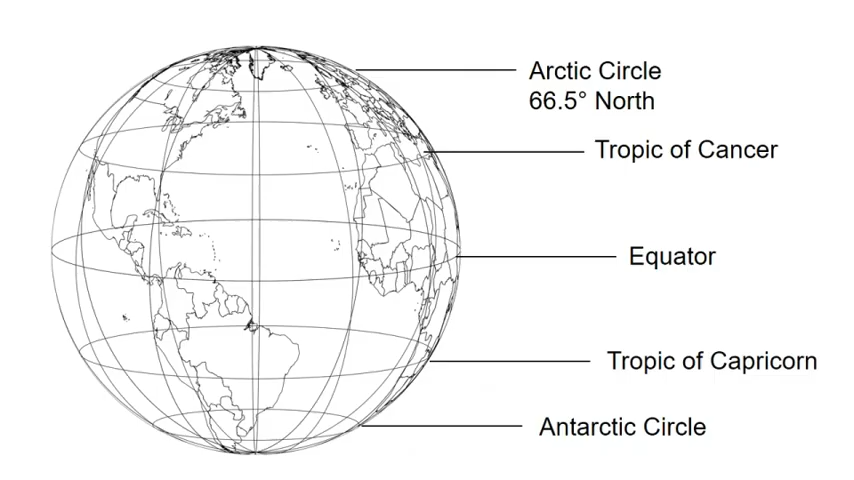 Arctic Circle
66.5° North
Tropic of Cancer
Equator
Tropic of Capricorn
Antarctic Circle